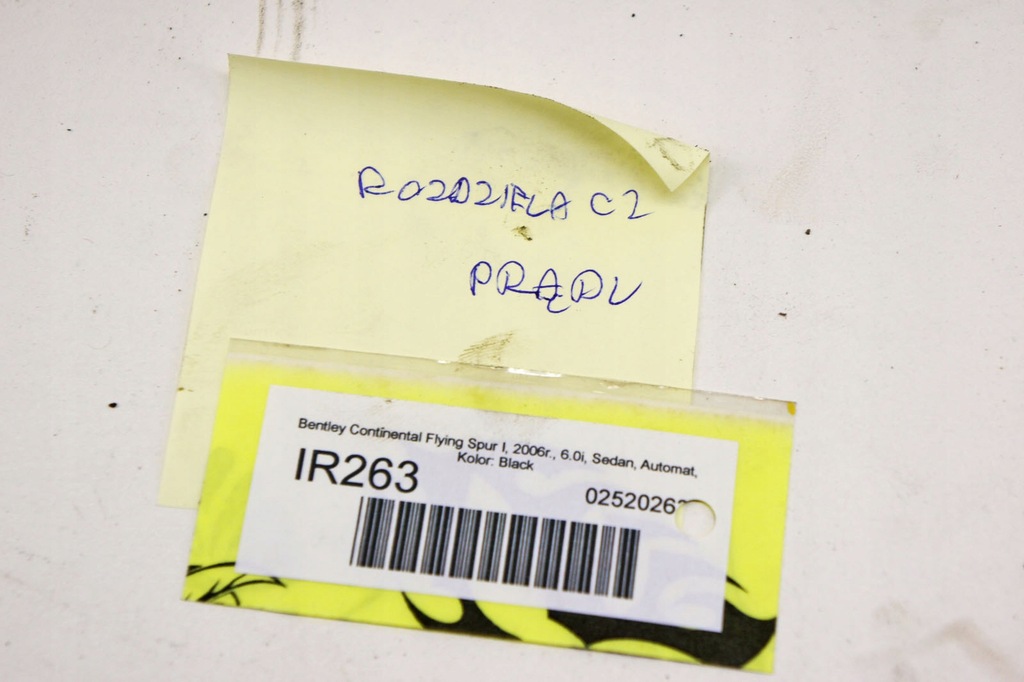 ROZDZIELACZ
PRĄDU
Bentley Continental Flying Spur I, 2006r., 6.0i, Sedan, Automat,
Kolor: Black
IR263
0252026